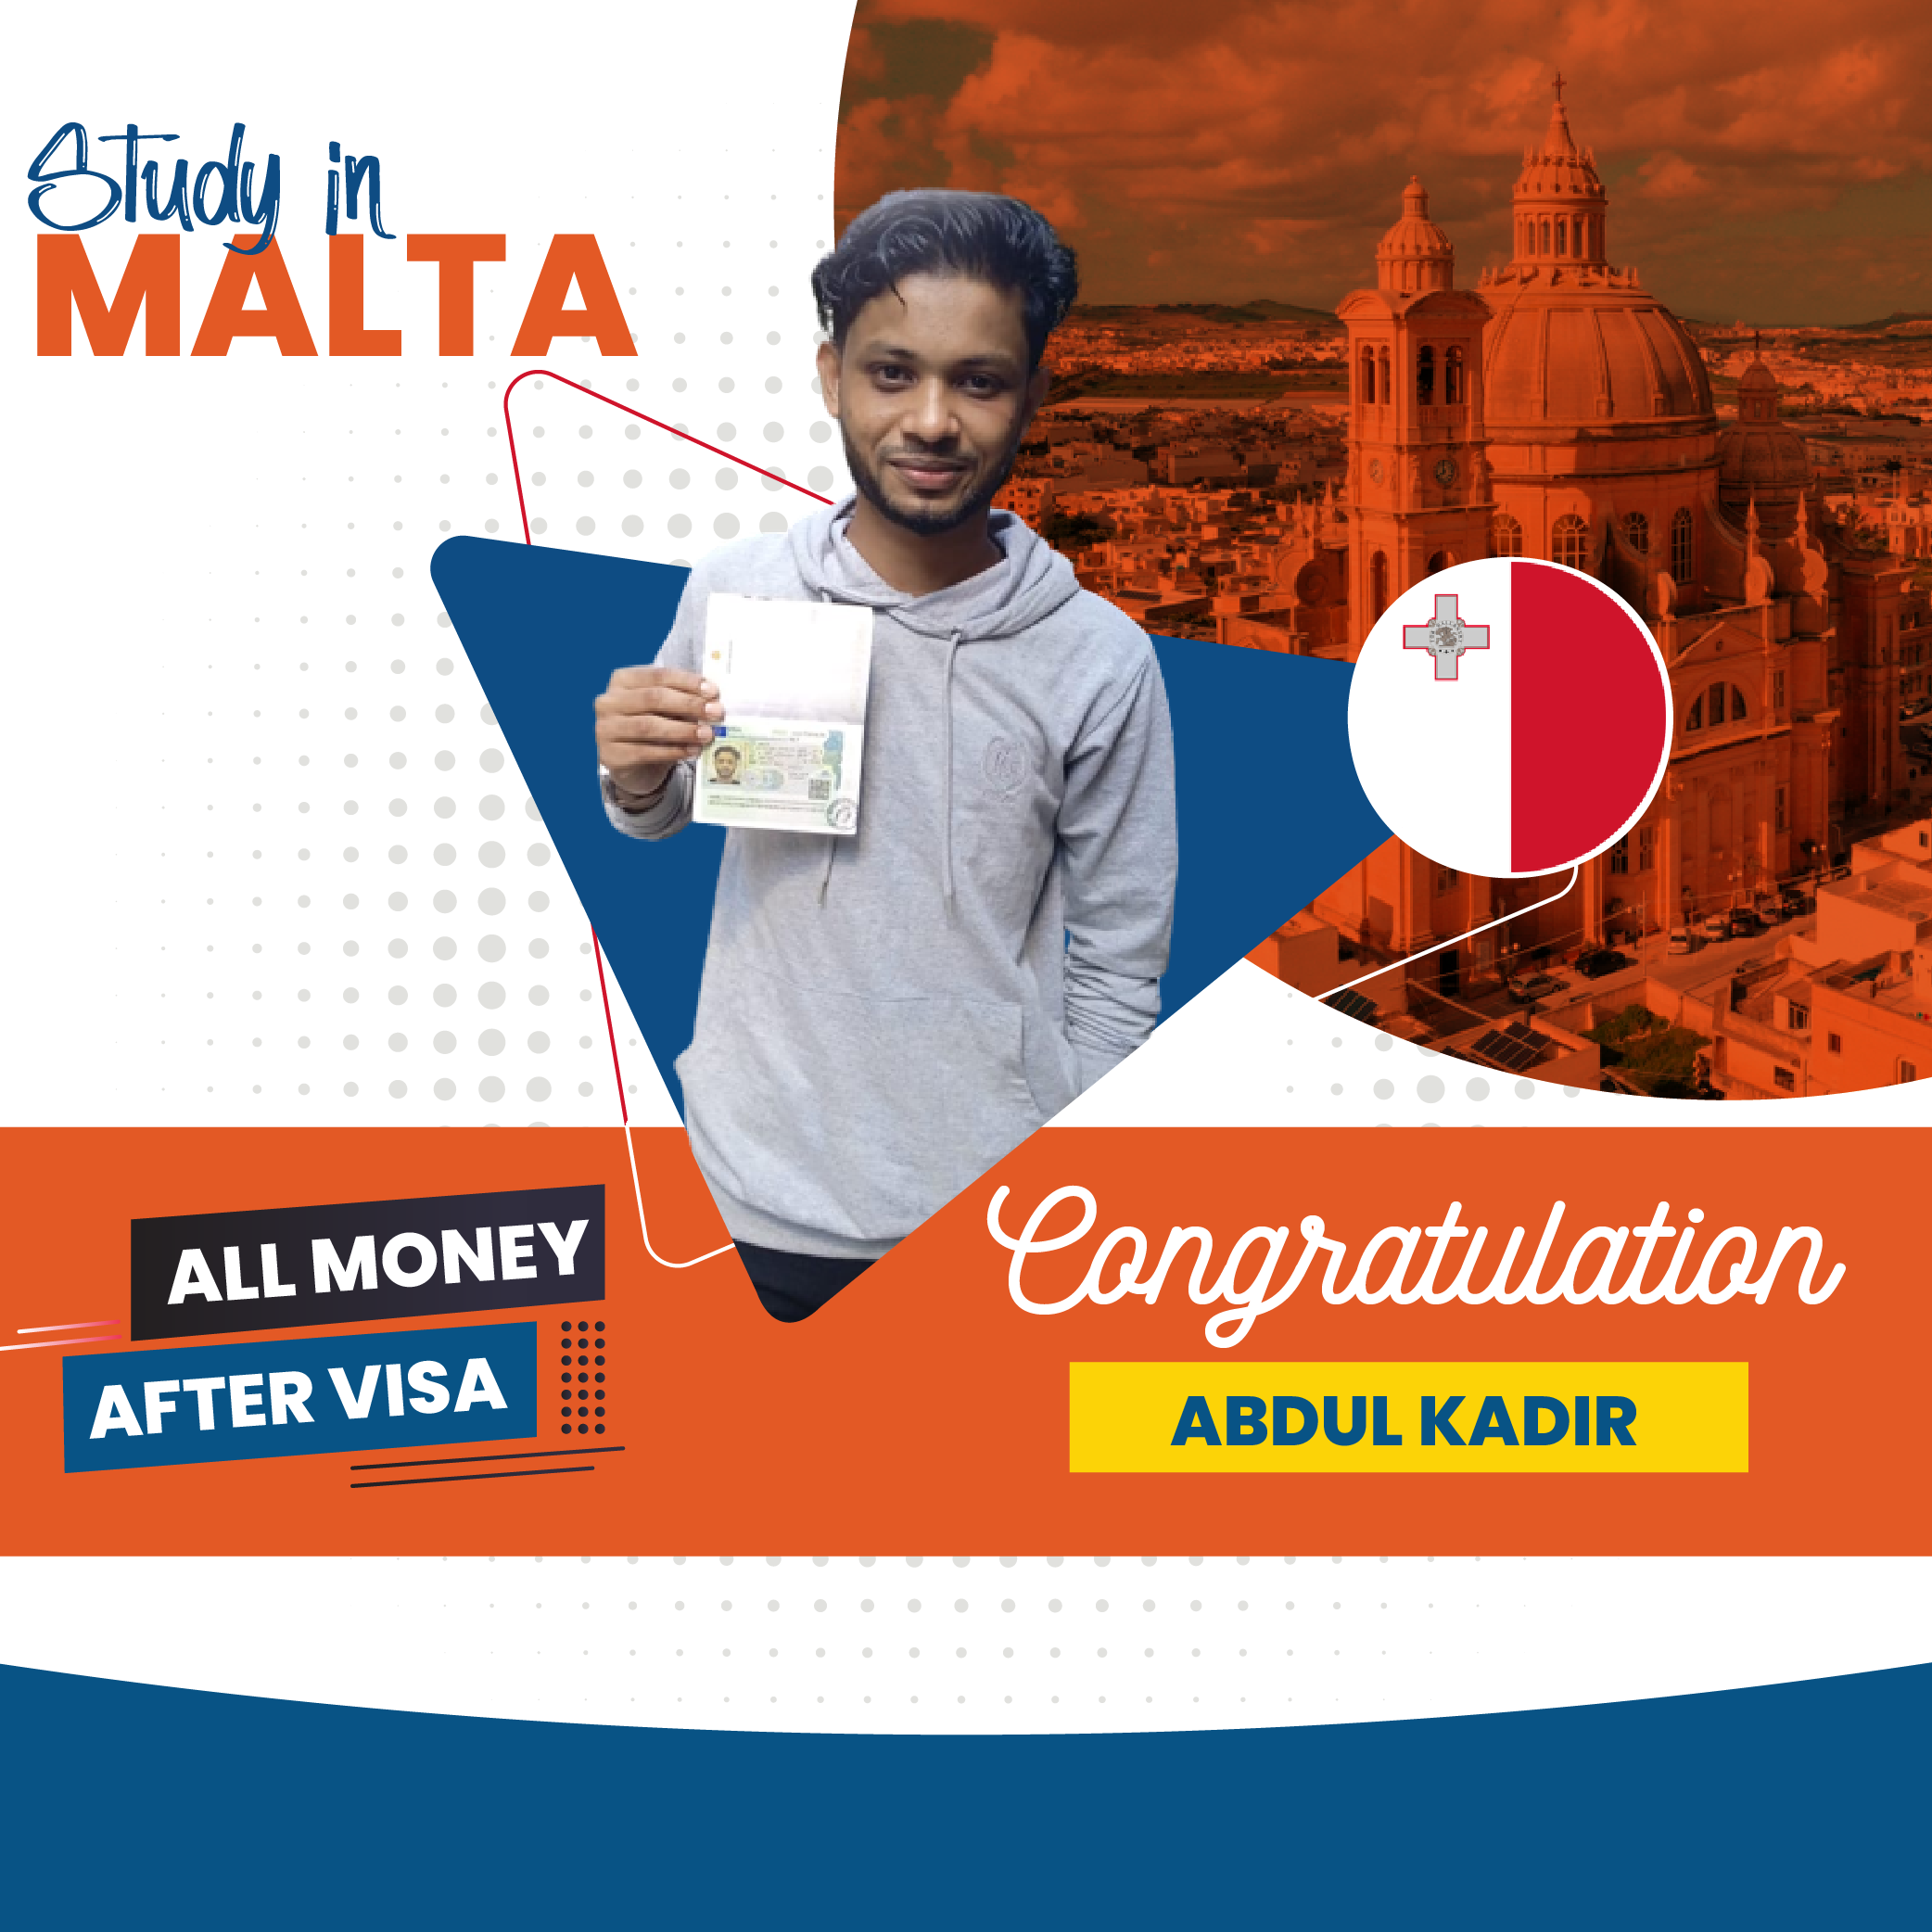 Study in
MALTA
ALL MONEY
AFTER VISA
Congratulation
ABDUL KADIR